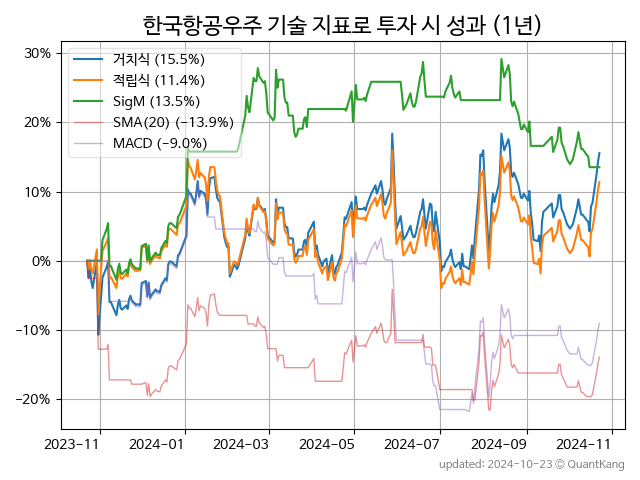 한국항공우주 기술 지표로 투자 시 성과 (1년)
거치식 (15.5%)
적립식 (11.4%)
SigM (13.5%)
SMA(20) (−13.9%)
MACD (−9.0%)
30%
20%
10%
0%
−10%
−20%
2023-11 2024-01 2024-03 2024-05 2024-07 2024-09 2024-11
updated: 2024-10-23 © QuantKang